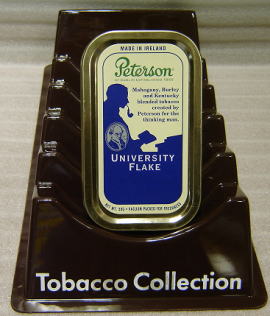 MADE IN IRELAND
Peterson
Mahogany, Burley
and Kentucky
blended tobacco
created by
Peterson for the
thinking man.
UNIVERSITY
FLAKE
Tobacco Collection